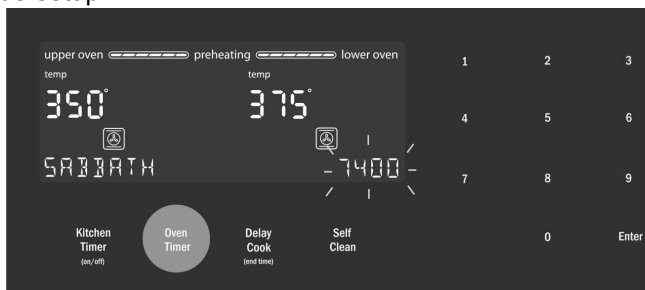 upper oven preheating lower oven
temp temp
350° 375°
SABBATH 7400
Kitchen Timer (on/off)
Oven Timer
Delay Cook (end time)
Self Clean
1 2 3
4 5 6
7 8 9
0 Enter